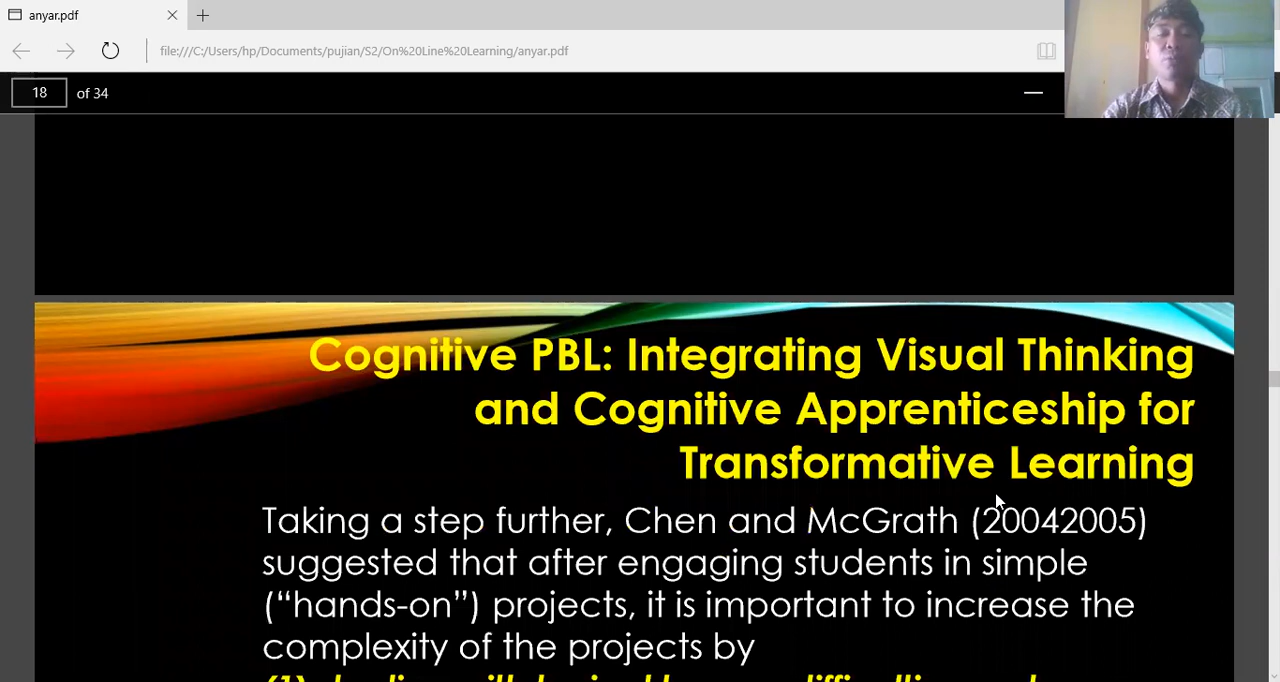 anyar.pdf
file:///C:/Users/hp/Documents/pujian/S2/On%20Line%20Learning/anyar.pdf
18 of 34
Cognitive PBL: Integrating Visual Thinking
and Cognitive Apprenticeship for
Transformative Learning
Taking a step further, Chen and McGrath (20042005)
suggested that after engaging students in simple
(“hands-on”) projects, it is important to increase the
complexity of the projects by